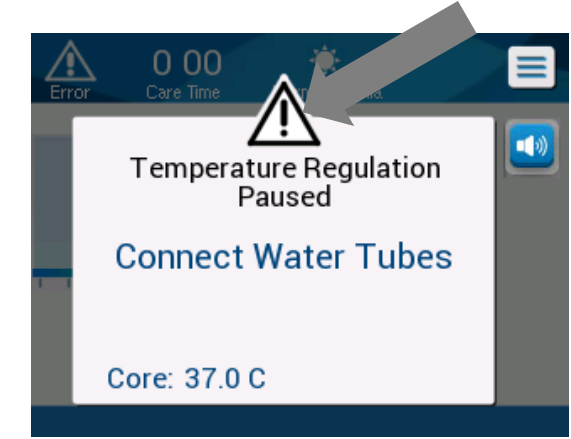 0 00
Error
Care Time
Temperature Regulation
Paused
Connect Water Tubes
Core: 37.0 C